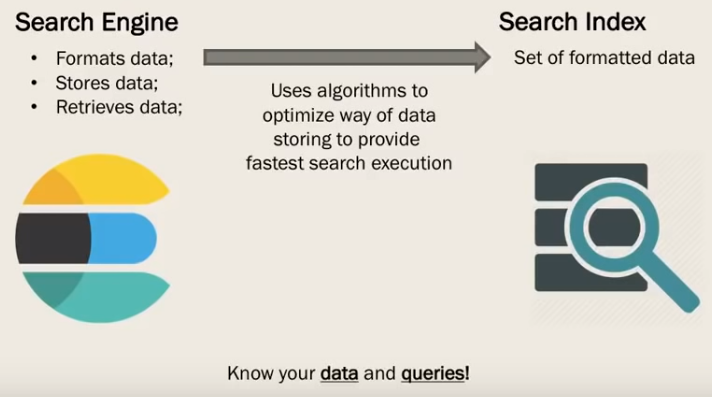 Search Engine
• Formats data;
• Stores data;
• Retrieves data;
Uses algorithms to
optimize way of data
storing to provide
fastest search execution
Search Index
Set of formatted data
Know your data and queries!